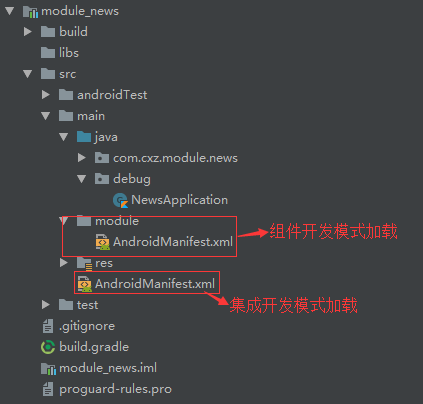 module_news
build
libs
src
androidTest
main
java
com.cxz.module.news
debug
NewsApplication
module
组件开发模式加载
AndroidManifest.xml
res
AndroidManifest.xml
集成开发模式加载
test
.gitignore
build.gradle
module_news.iml
proguard-rules.pro